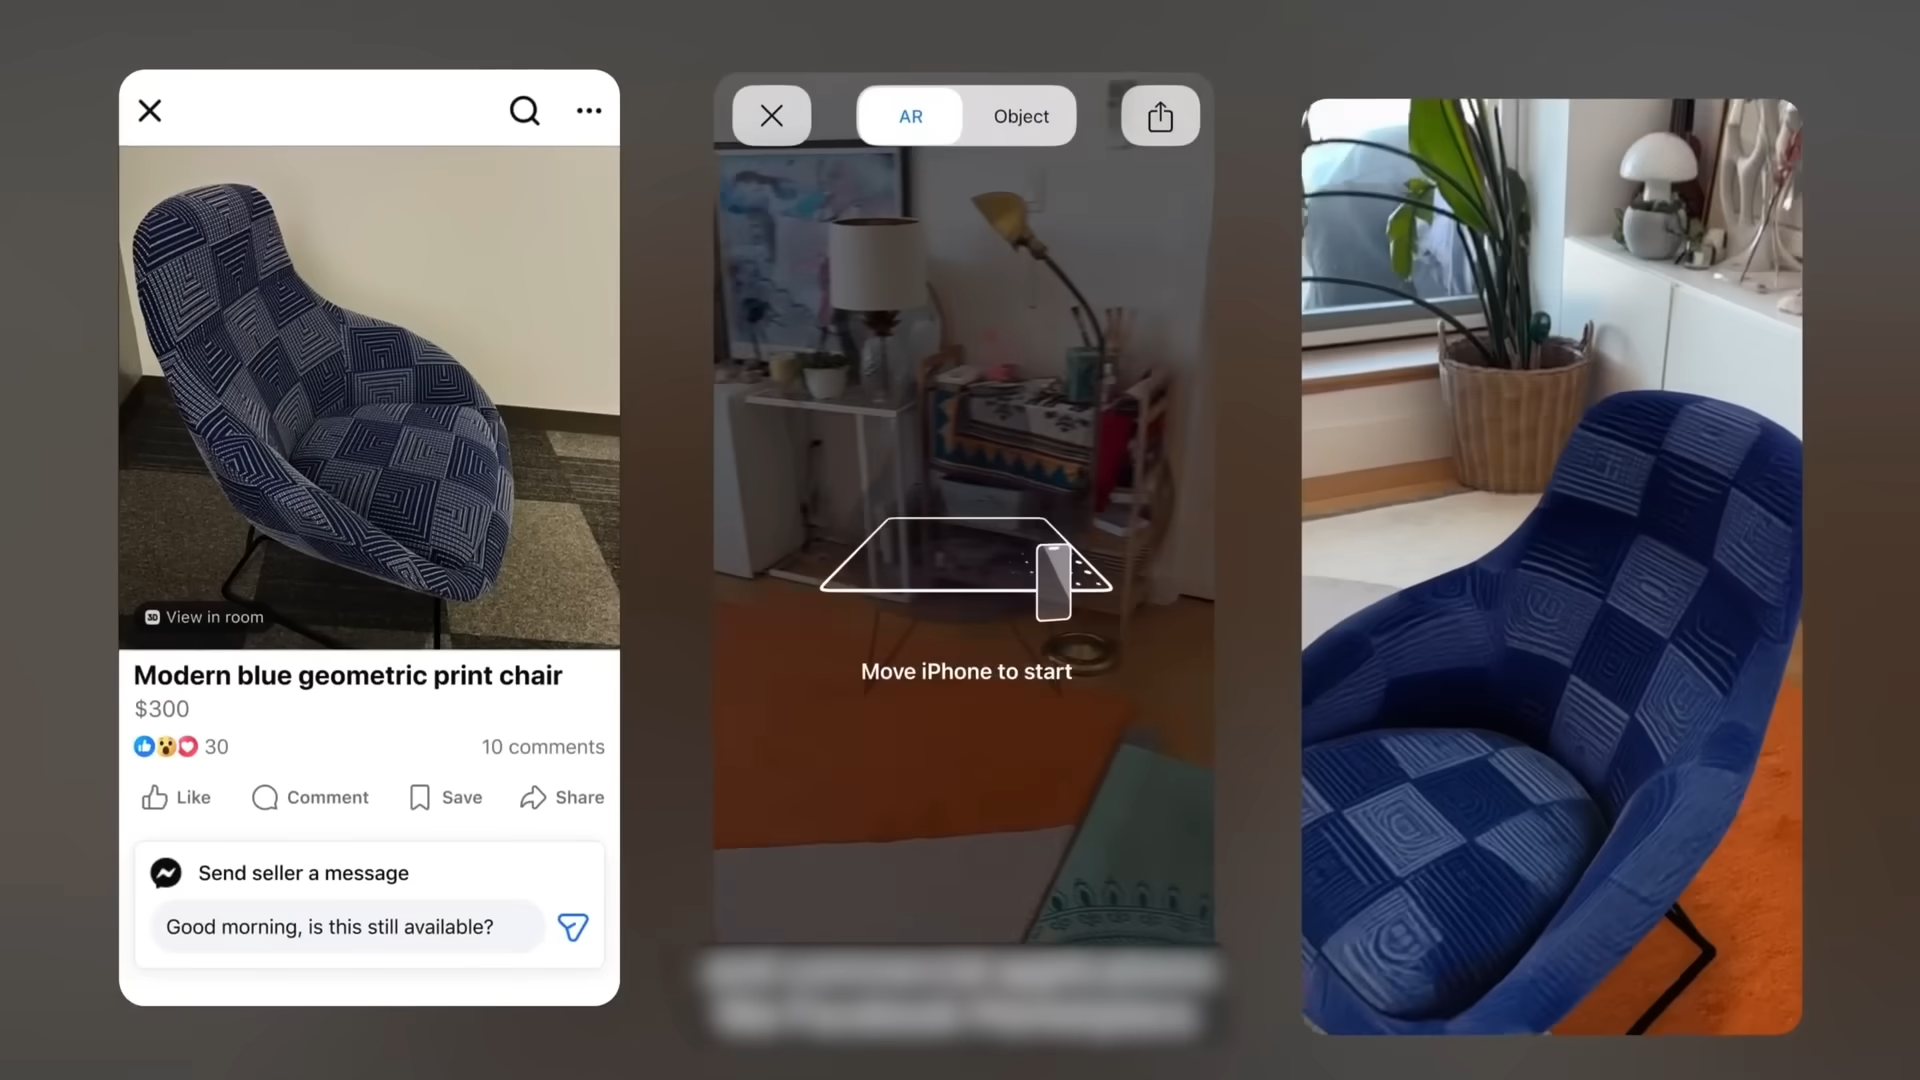 3D View in room
Modern blue geometric print chair
$300
30
10 comments
Like
Comment
Save
Share
Send seller a message
Good morning, is this still available?
AR
Object
Move iPhone to start